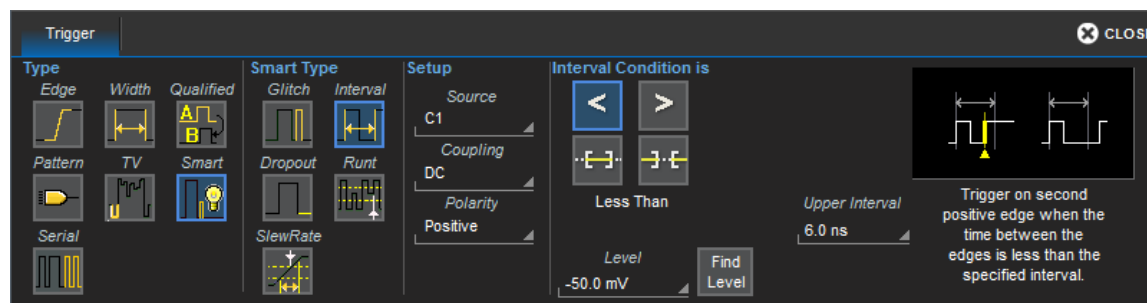 Trigger
CLOS
Type
Edge Width Qualified
A
B
Pattern TV Smart
U
Serial
Smart Type
Glitch Interval
Dropout Runt
SlewRate
Setup
Source
C1
Coupling
DC
Polarity
Positive
Interval Condition is
< >
Less Than
Level
-50.0 mV
Find
Level
Upper Interval
6.0 ns
Trigger on second
positive edge when the
time between the
edges is less than the
specified interval.